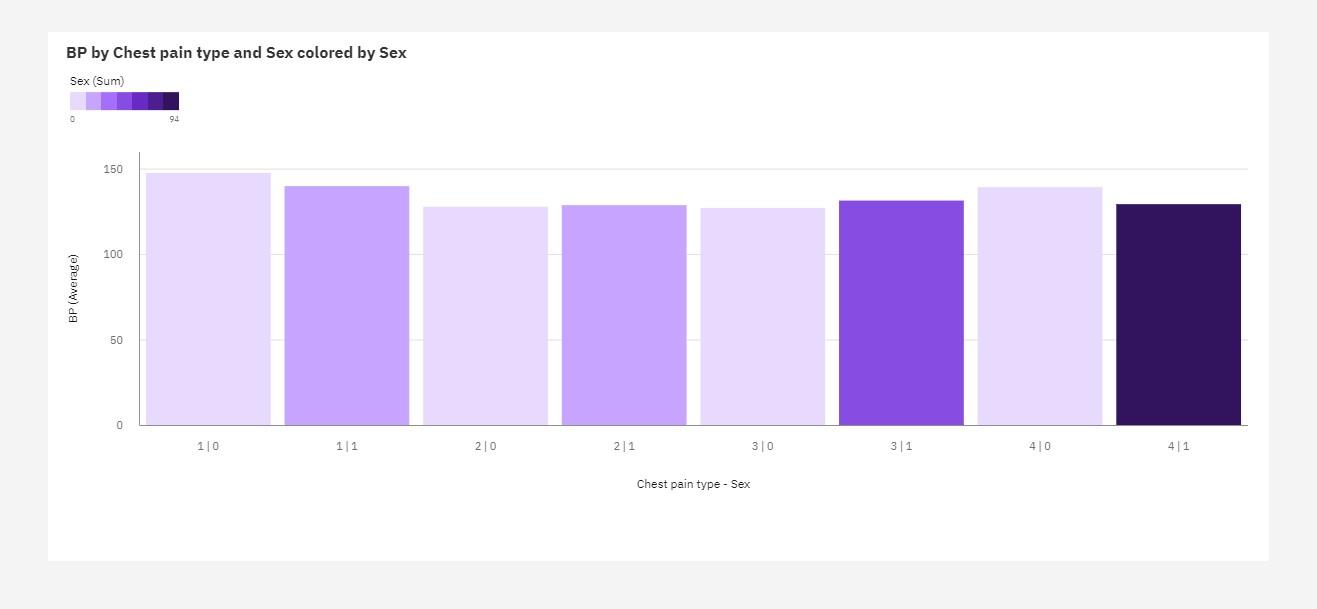 BP by Chest pain type and Sex colored by Sex
Sex (Sum)
0 94
150
100
50
0
BP (Average)
1|0 1|1 2|0 2|1 3|0 3|1 4|0 4|1
Chest pain type - Sex